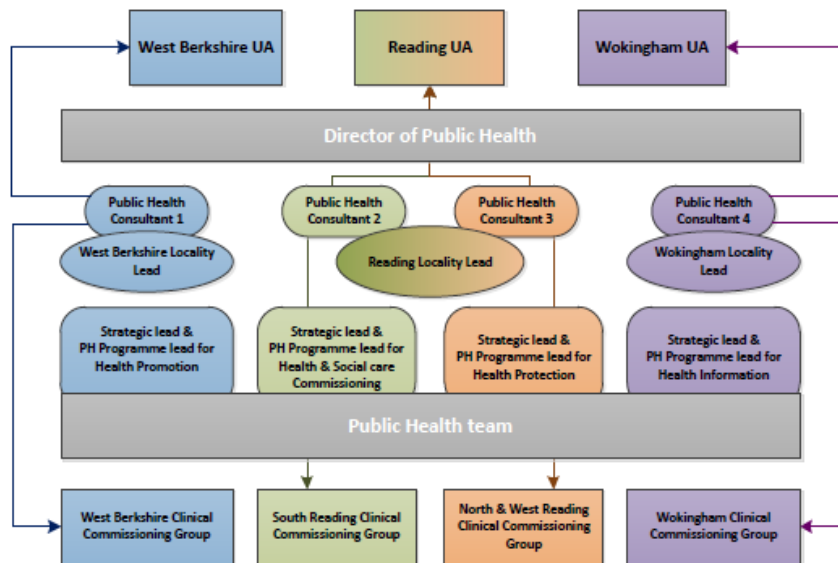 West Berkshire UA
Reading UA
Wokingham UA
Director of Public Health
Public Health
Consultant 1
Public Health
Consultant 2
Public Health
Consultant 3
Public Health
Consultant 4
West Berkshire Locality
Lead
Reading Locality Lead
Wokingham Locality
Lead
Strategic lead &
PH Programme lead for
Health Promotion
Strategic lead &
PH Programme lead for
Health & Social care
Commissioning
Strategic lead &
PH Programme lead for
Health Protection
Strategic lead &
PH Programme lead for
Health Information
Public Health team
West Berkshire Clinical
Commissioning Group
South Reading Clinical
Commissioning Group
North & West Reading
Clinical Commissioning
Group
Wokingham Clinical
Commissioning Group